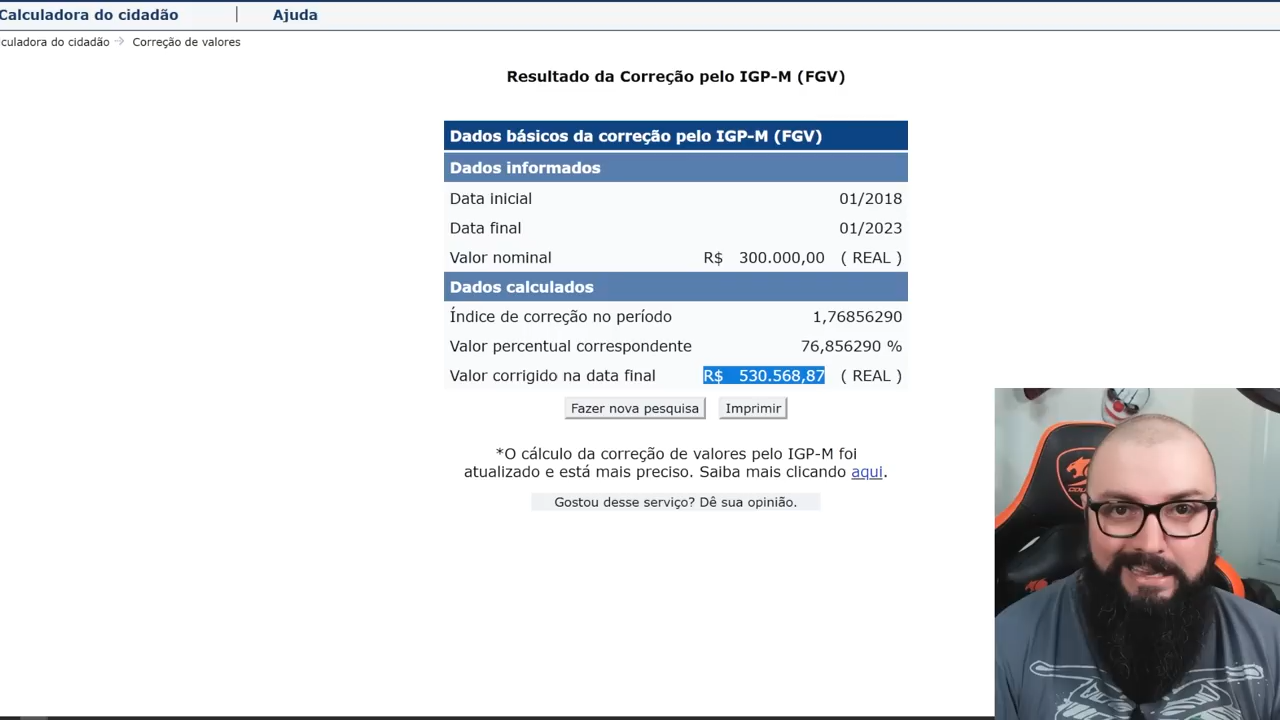 Calculadora do cidadão | Ajuda
culadora do cidadão → Correção de valores
Resultado da Correção pelo IGP-M (FGV)
Dados básicos da correção pelo IGP-M (FGV)
Dados informados
Data inicial 01/2018
Data final 01/2023
Valor nominal R$ 300.000,00 ( REAL )
Dados calculados
Índice de correção no período 1,76856290
Valor percentual correspondente 76,856290 %
Valor corrigido na data final R$ 530.568,87 ( REAL )
Fazer nova pesquisa Imprimir
*O cálculo da correção de valores pelo IGP-M foi
atualizado e está mais preciso. Saiba mais clicando aqui.
Gostou desse serviço? Dê sua opinião.